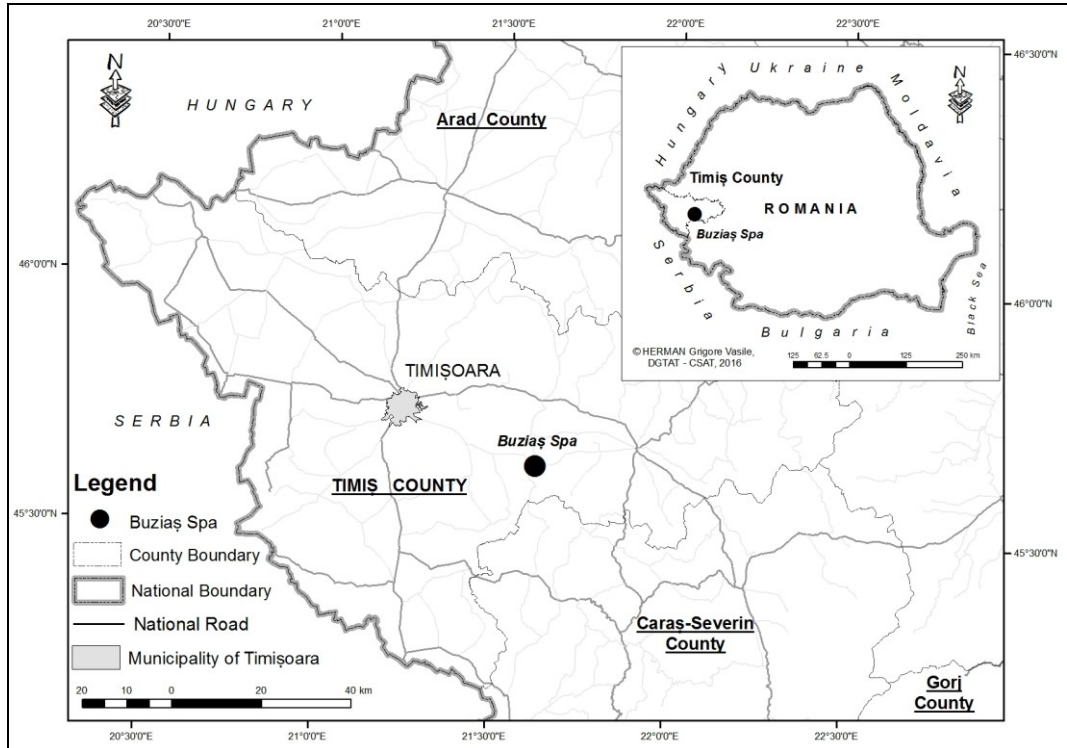 20°30'0"E
21°0'0"E
21°30'0"E
22°0'0"E
22°30'0"E
46°30'0"N
N
HUNGARY
Arad County
Hungary
Ukraine
Moldavia
N
Timiș County
ROMANIA
Buziaș Spa
Serbia
Bulgaria
Black Sea
© HERMAN Grigore Vasile,
DGTAT - CSAT, 2016
125 62.5 0 125 250 km
46°0'0"N
46°0'0"N
TIMIȘOARA
SERBIA
Buziaș Spa
TIMIȘ COUNTY
45°30'0"N
45°30'0"N
Legend
Buziaș Spa
County Boundary
National Boundary
National Road
Municipality of Timișoara
20 10 0 20 40 km
Caraș-Severin
County
Gorj
County
20°30'0"E
21°0'0"E
21°30'0"E
22°0'0"E
22°30'0"E